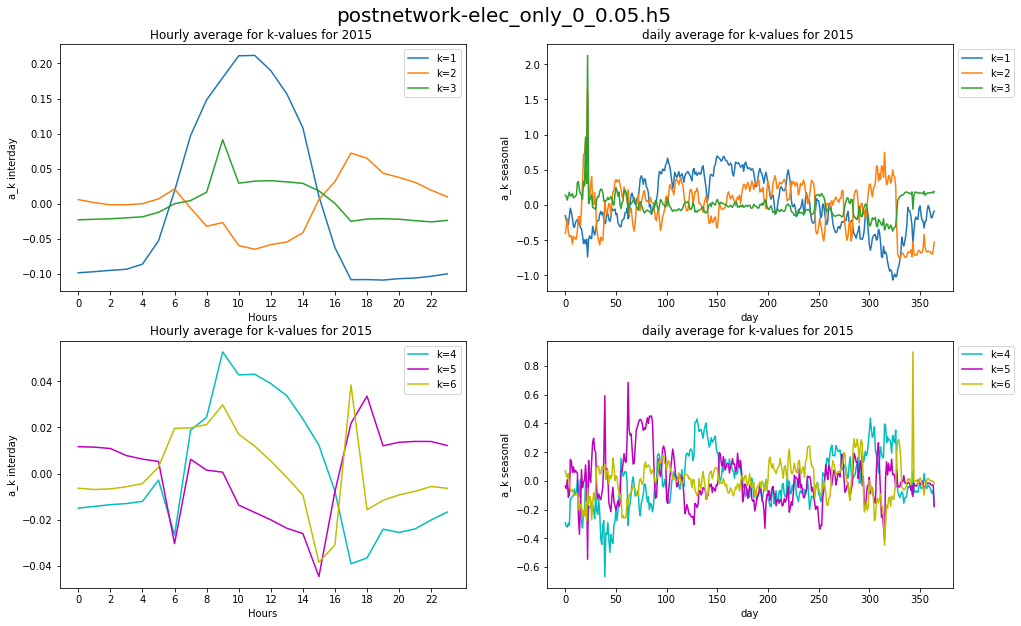 postnetwork-elec_only_0_0.05.h5
Hourly average for k-values for 2015
a_k interday
0.20
0.15
0.10
0.05
0.00
−0.05
−0.10
0 2 4 6 8 10 12 14 16 18 20 22
Hours
k=1
k=2
k=3
daily average for k-values for 2015
a_k seasonal
2.0
1.5
1.0
0.5
0.0
−0.5
−1.0
0 50 100 150 200 250 300 350
day
k=1
k=2
k=3
Hourly average for k-values for 2015
a_k interday
0.04
0.02
0.00
−0.02
−0.04
0 2 4 6 8 10 12 14 16 18 20 22
Hours
k=4
k=5
k=6
daily average for k-values for 2015
a_k seasonal
0.8
0.6
0.4
0.2
0.0
−0.2
−0.4
−0.6
0 50 100 150 200 250 300 350
day
k=4
k=5
k=6